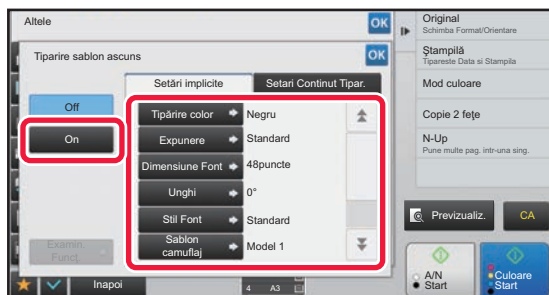 Altele
OK
Tiparire sablon ascuns
OK
Setări implicite
Setari Continut Tipar.
Off
On
Tipărire color
Negru
Expunere
Standard
Dimensiune Font
48puncte
Unghi
0°
Stil Font
Standard
Sablon
camuflaj
Model 1
Examin.
Funcţ.
Inapoi
4 A3
Original
Schimba Format/Orientare
Ştampilă
Tipareste Data si Stampila
Mod culoare
Copie 2 feţe
N-Up
Pune multe pag. intr-una sing.
Previzualiz.
CA
A/N
Start
Culoare
Start